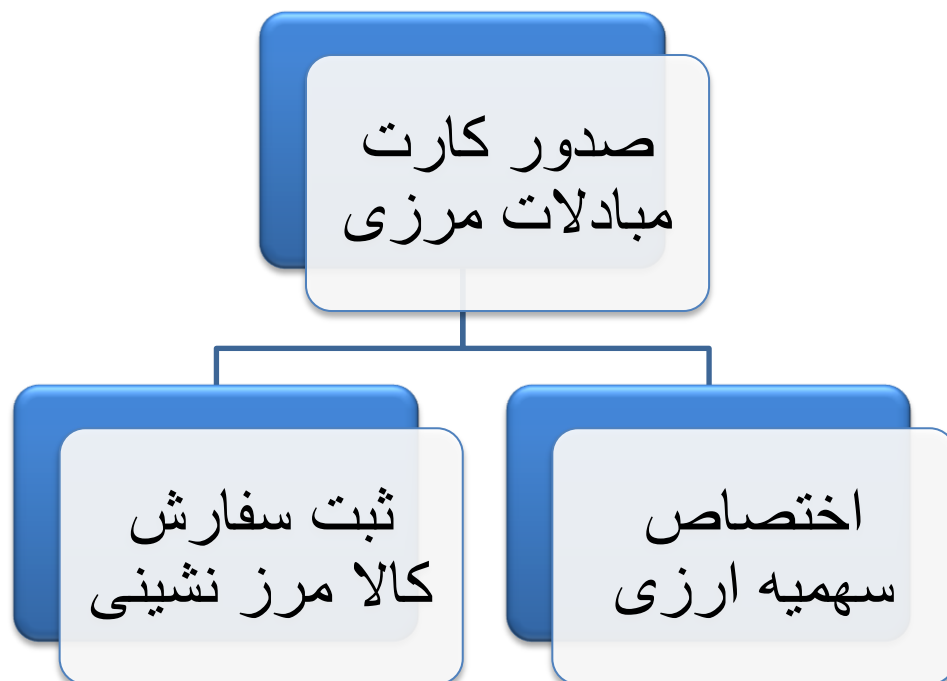 صدور کارت
مبادلات مرزی
اختصاص
سهمیه ارزی
ثبت سفارش
کالا مرز نشینی